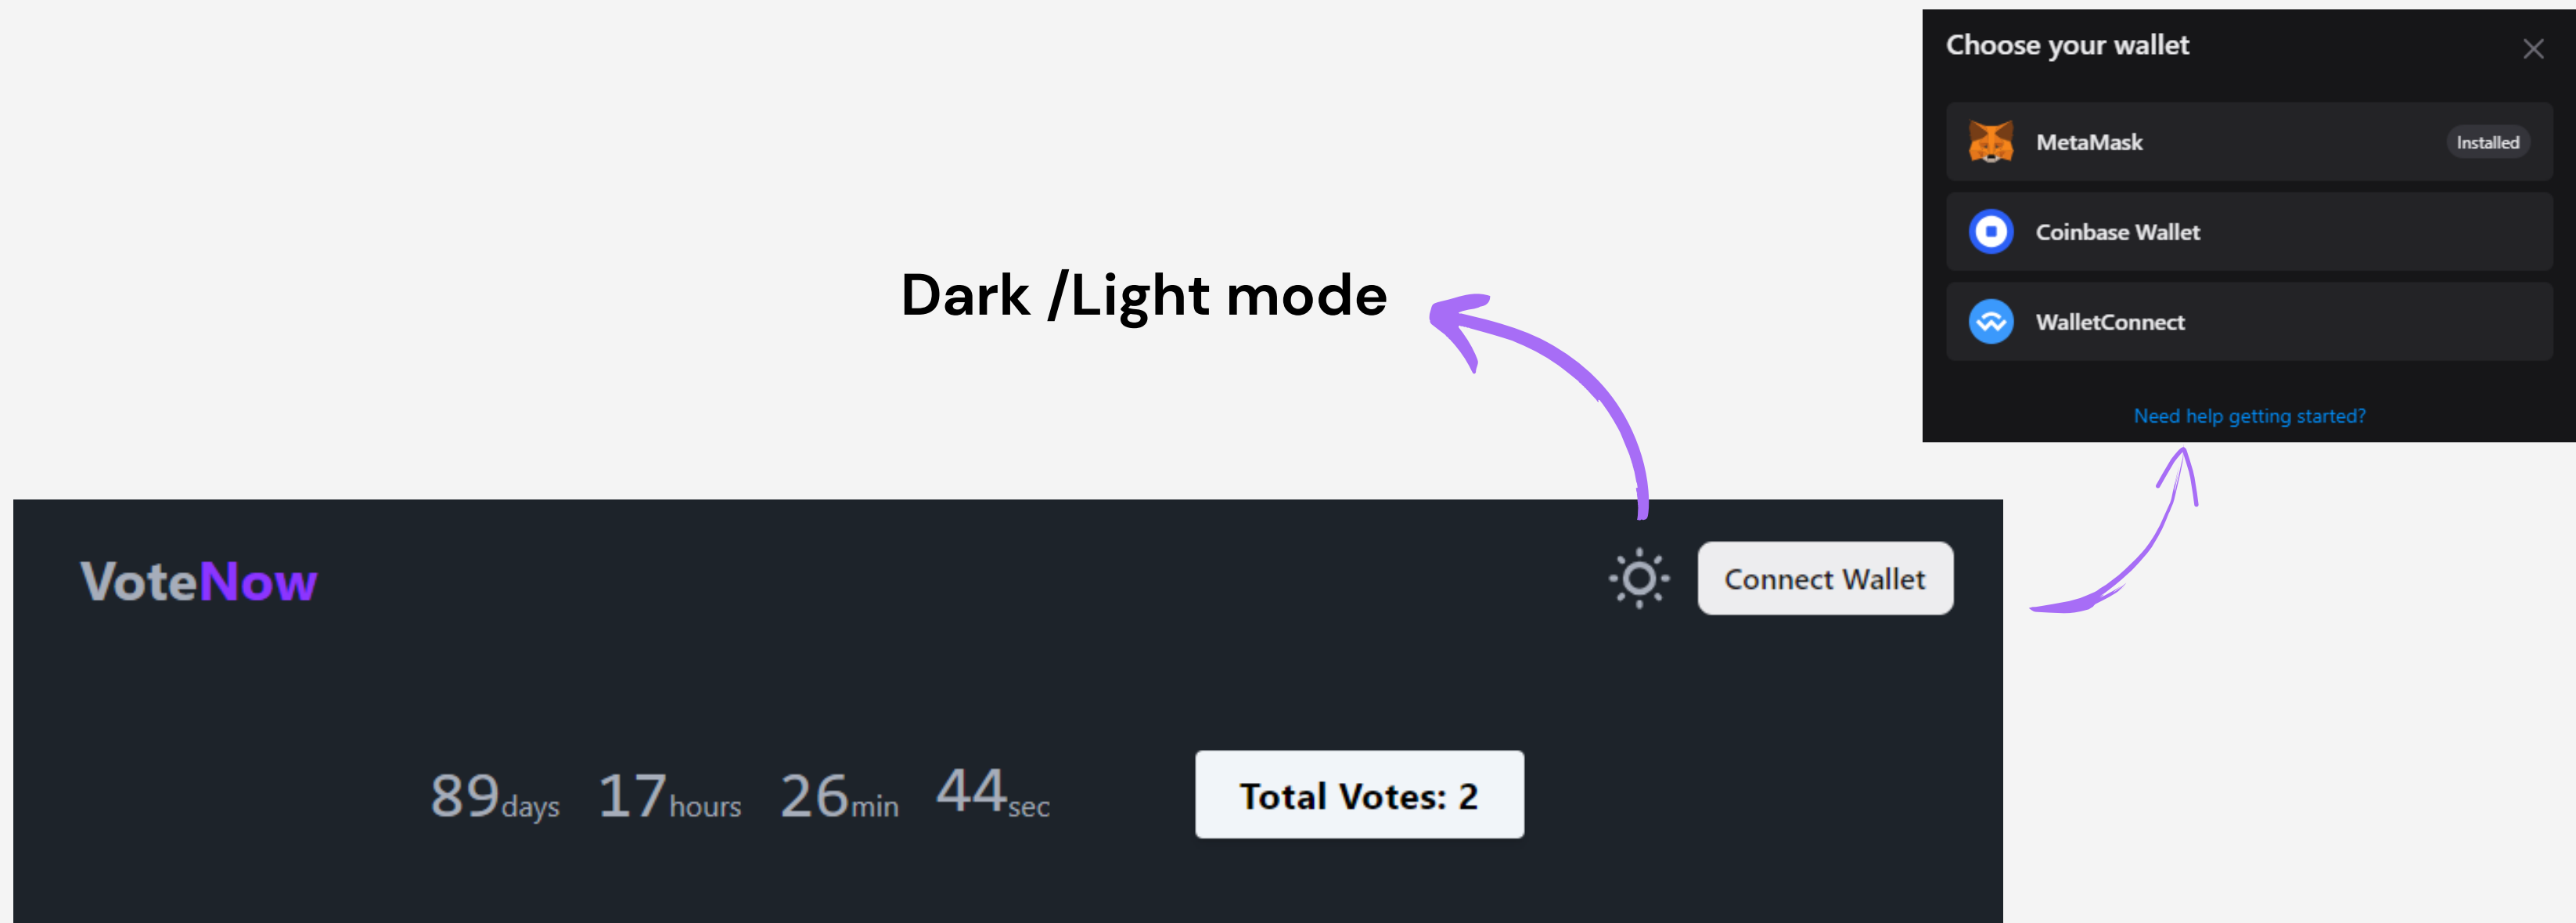 Choose your wallet
MetaMask Installed
Coinbase Wallet
WalletConnect
Need help getting started?
Dark /Light mode
VoteNow Connect Wallet
89days 17hours 26min 44sec Total Votes: 2